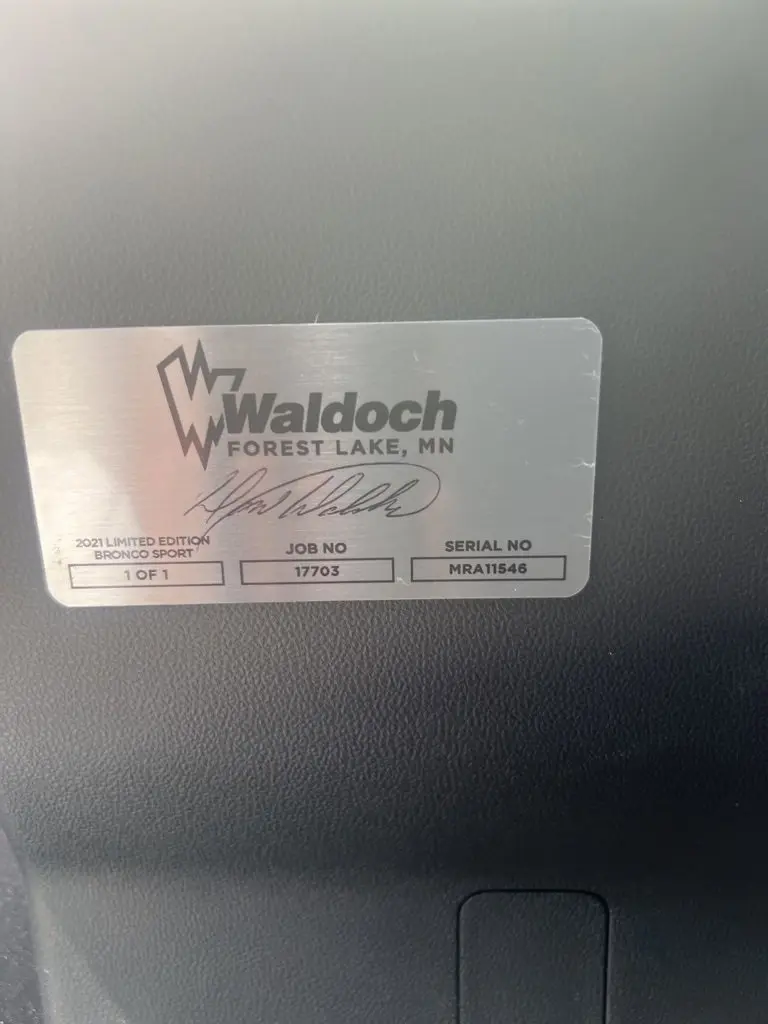 Waldoch
FOREST LAKE, MN
2021 LIMITED EDITION
BRONCO SPORT
1 OF 1
JOB NO
17703
SERIAL NO
MRA11546